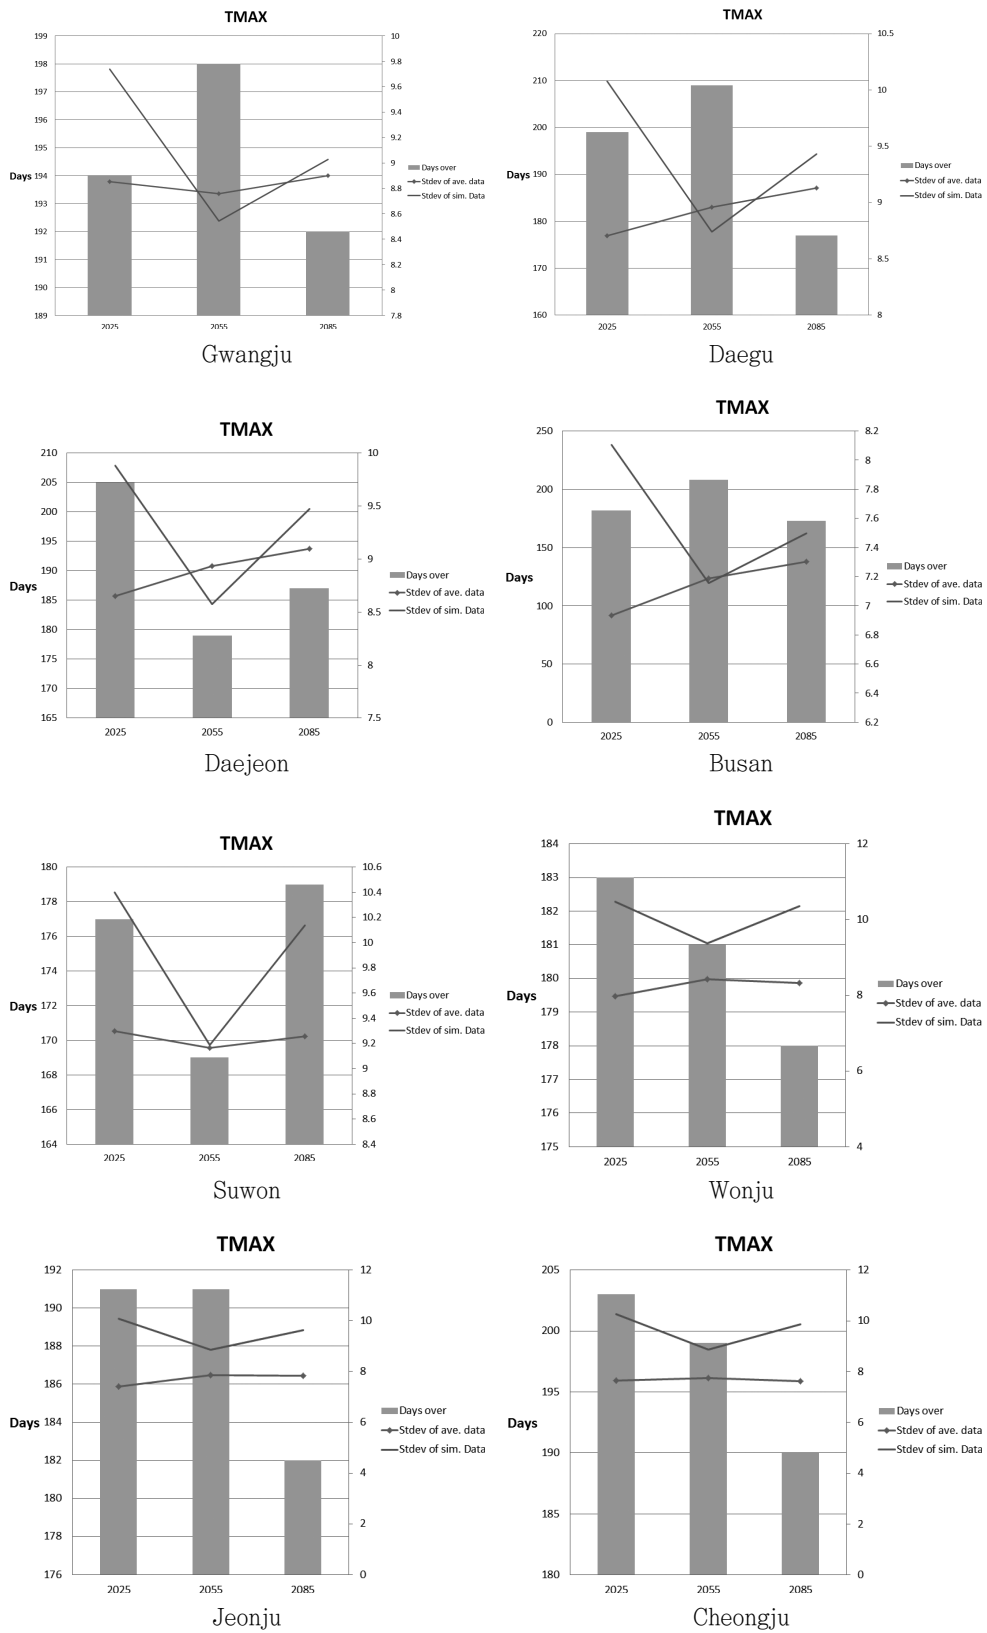 TMAX
199
198
197
196
195
194
193
192
191
190
189
Days
10
9.8
9.6
9.4
9.2
9
8.8
8.6
8.4
8.2
8
7.8
2025 2055 2085
Days over
Stdev of ave. data
Stdev of sim. Data
Gwangju
TMAX
220
210
200
190
180
170
160
Days
10.5
10
9.5
9
8.5
8
2025 2055 2085
Days over
Stdev of ave. data
Stdev of sim. Data
Daegu
TMAX
210
205
200
195
190
185
180
175
170
165
Days
10
9.5
9
8.5
8
7.5
2025 2055 2085
Days over
Stdev of ave. data
Stdev of sim. Data
Daejeon
TMAX
250
200
150
100
50
0
Days
8.2
8
7.8
7.6
7.4
7.2
7
6.8
6.6
6.4
6.2
2025 2055 2085
Days over
Stdev of ave. data
Stdev of sim. Data
Busan
TMAX
180
178
176
174
172
170
168
166
164
Days
10.6
10.4
10.2
10
9.8
9.6
9.4
9.2
9
8.8
8.6
8.4
2025 2055 2085
Days over
Stdev of ave. data
Stdev of sim. Data
Suwon
TMAX
184
183
182
181
180
179
178
177
176
175
Days
12
10
8
6
4
2025 2055 2085
Days over
Stdev of ave. data
Stdev of sim. Data
Wonju
TMAX
192
190
188
186
184
182
180
178
176
Days
12
10
8
6
4
2
0
2025 2055 2085
Days over
Stdev of ave. data
Stdev of sim. Data
Jeonju
TMAX
205
200
195
190
185
180
Days
12
10
8
6
4
2
0
2025 2055 2085
Days over
Stdev of ave. data
Stdev of sim. Data
Cheongju